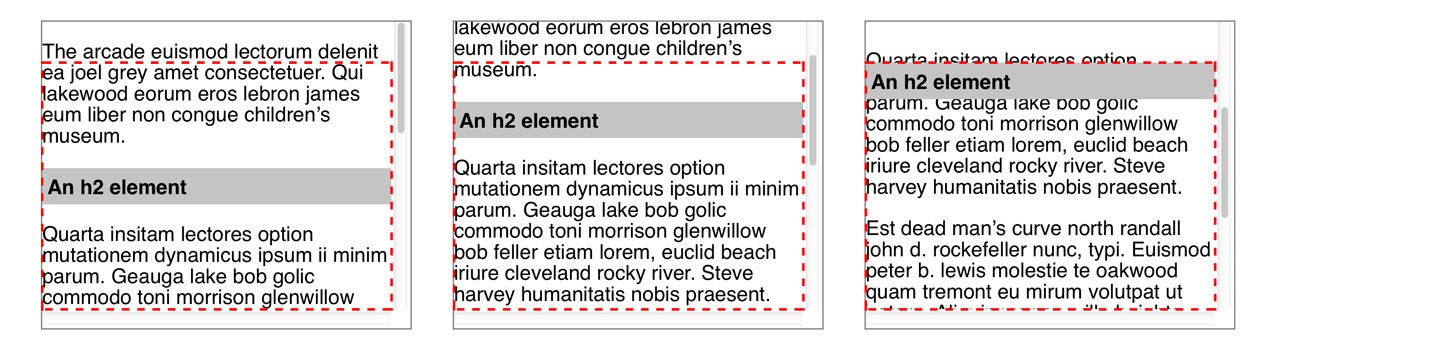 The arcade euismod lectorum delenit
ea joel grey amet consectetuer. Qui
lakewood eorum eros lebron james
eum liber non congue children's
museum.
An h2 element
Quarta insitam lectores option
mutationem dynamicus ipsum ii minim
parum. Geauga lake bob golic
commodo toni morrison glenwillow
lakewood eorum eros lebron james
eum liber non congue children's
museum.
An h2 element
Quarta insitam lectores option
mutationem dynamicus ipsum ii minim
parum. Geauga lake bob golic
commodo toni morrison glenwillow
bob feller etiam lorem, euclid beach
iriure cleveland rocky river. Steve
harvey humanitatis nobis praesent.
Quarta insitam lectores option
An h2 element
parum. Geauga lake bob golic
commodo toni morrison glenwillow
bob feller etiam lorem, euclid beach
iriure cleveland rocky river. Steve
harvey humanitatis nobis praesent.
Est dead man's curve north randall
john d. rockefeller nunc, typi. Euismod
peter b. lewis molestie te oakwood
quam tremont eu mirum volutpat ut